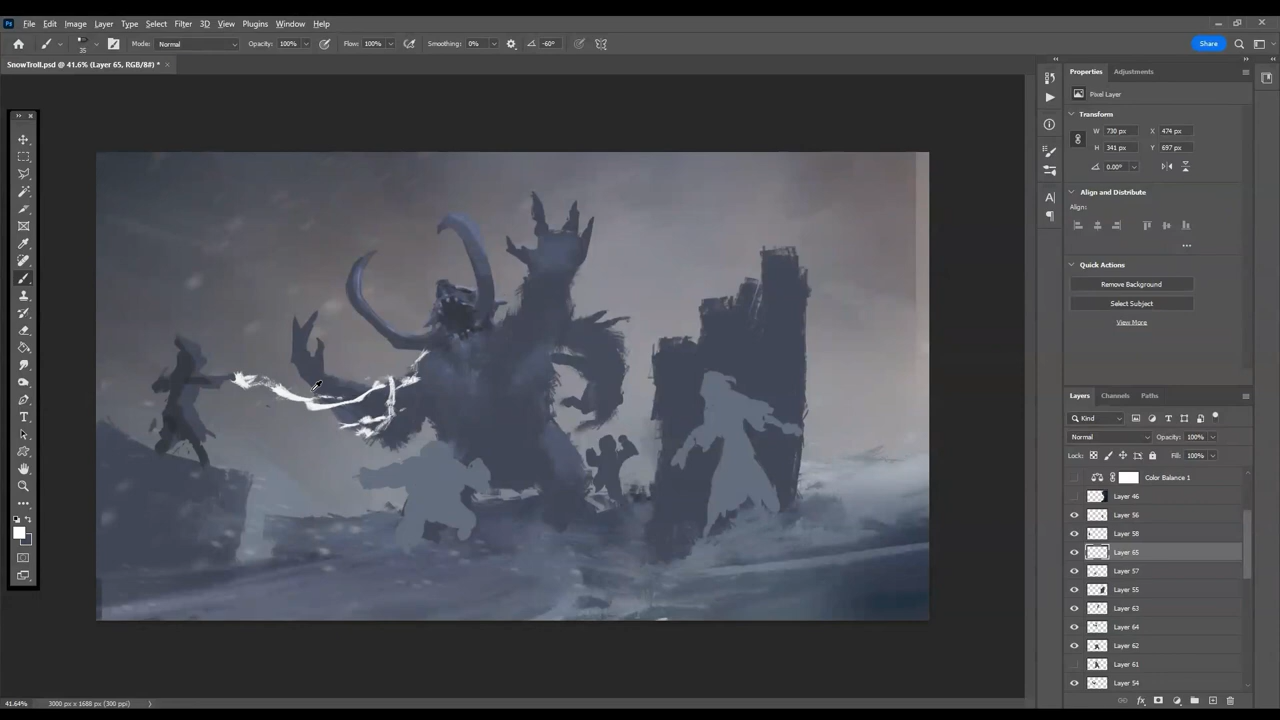 Ps File Edit Image Layer Type Select Filter 3D View Plugins Window Help
35 Mode: Normal Opacity: 100% Flow: 100% Smoothing: 0% -60° Share
SnowTroll.psd @ 41.6% (Layer 65, RGB/8#) * ×
Properties Adjustments
Pixel Layer
Transform
W 730 px X 474 px
H 341 px Y 697 px
0.00°
Align and Distribute
Align:
Quick Actions
Remove Background
Select Subject
View More
Layers Channels Paths
Kind
Normal Opacity: 100%
Lock: Fill: 100%
Color Balance 1
Layer 46
Layer 56
Layer 58
Layer 65
Layer 57
Layer 55
Layer 63
Layer 64
Layer 62
Layer 61
Layer 54
41.64% 3000 px x 1688 px (300 ppi)